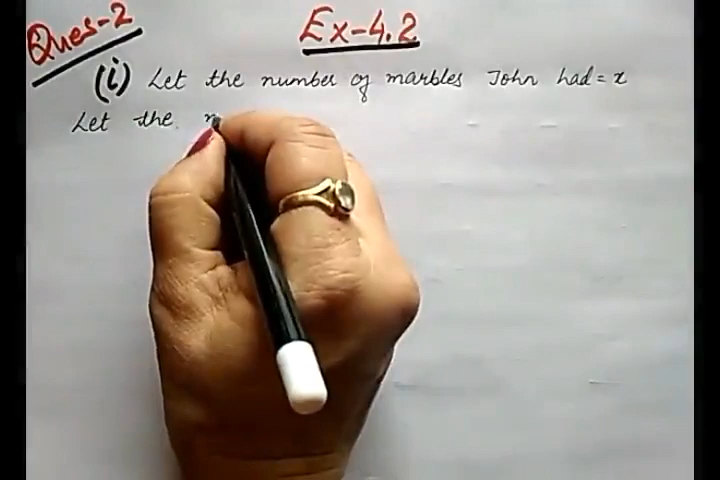 Ques-2
Ex-4.2
(i) Let the number of marbles John had = x
Let the